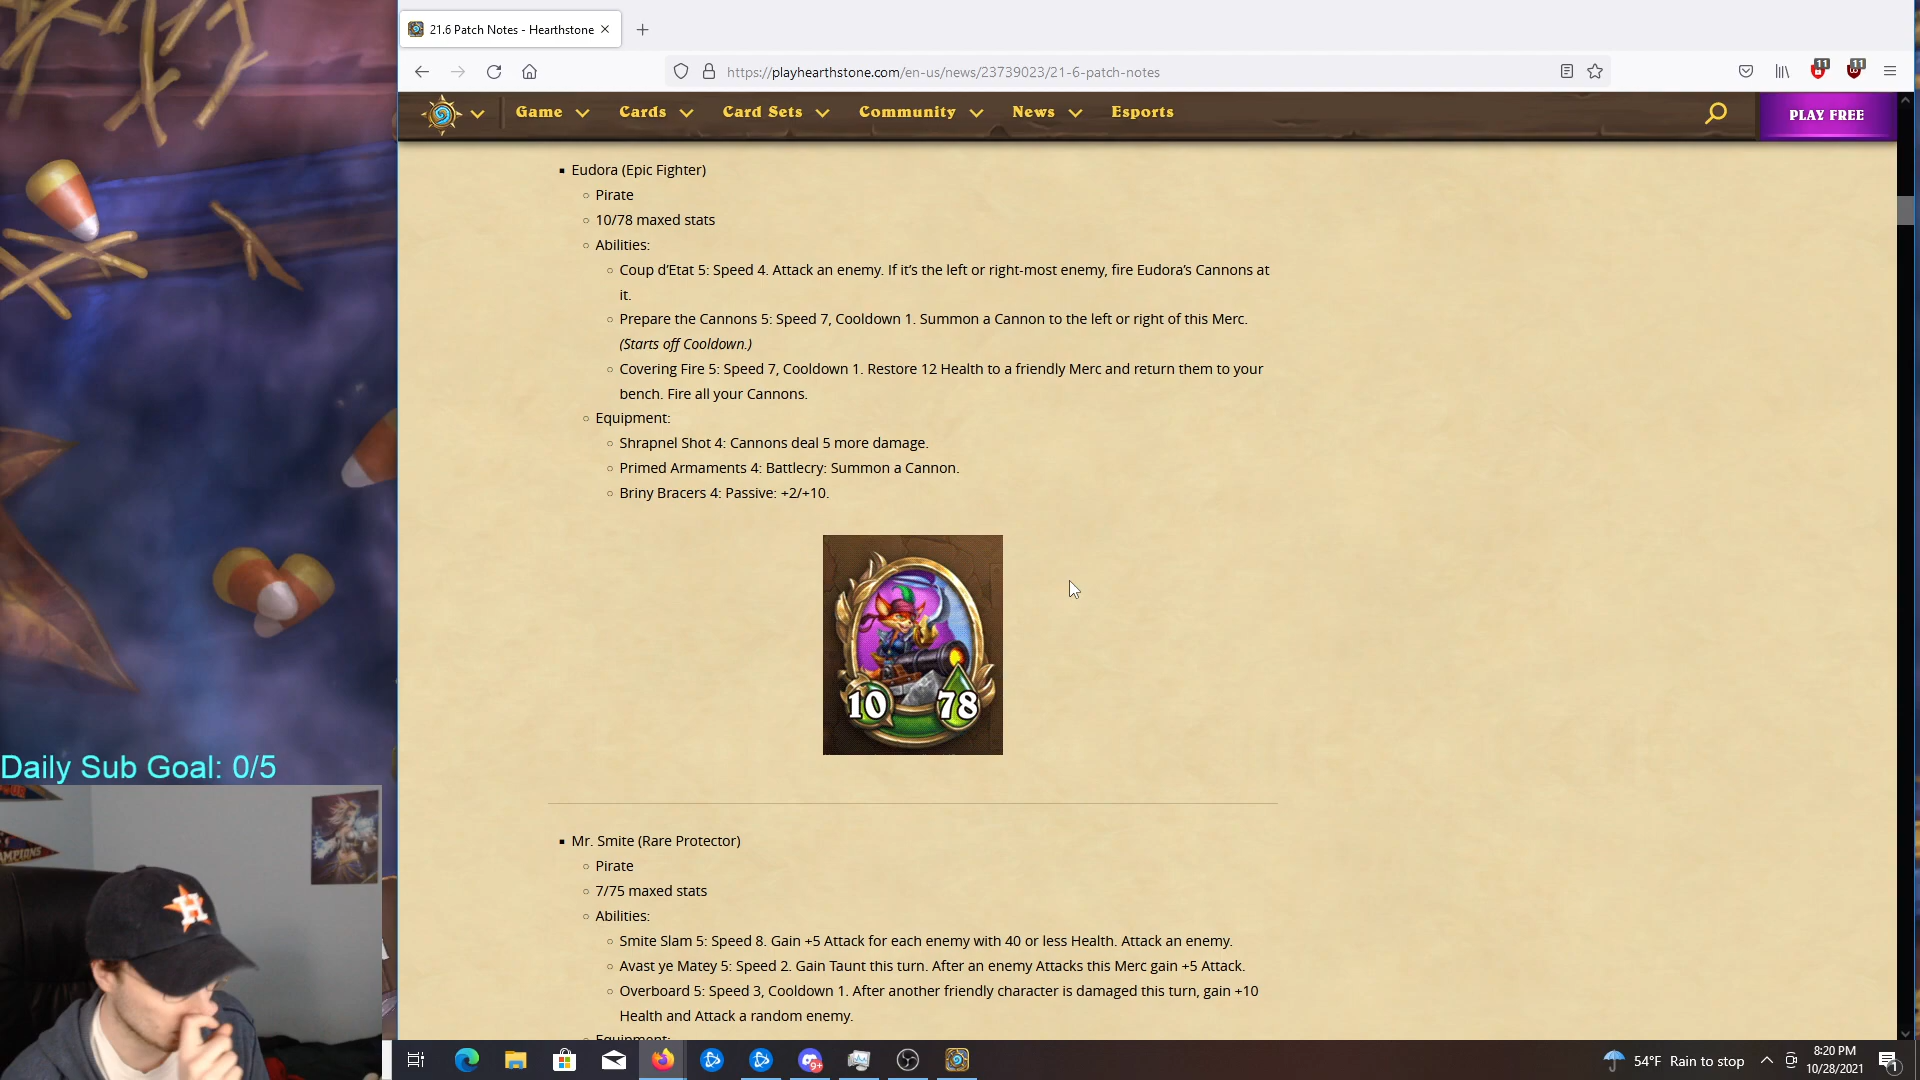 21.6 Patch Notes - Hearthstone
https://playhearthstone.com/en-us/news/23739023/21-6-patch-notes
11
11
Game
Cards
Card Sets
Community
News
Esports
PLAY FREE
Eudora (Epic Fighter)
Pirate
10/78 maxed stats
Abilities:
Coup d’Etat 5: Speed 4. Attack an enemy. If it’s the left or right-most enemy, fire Eudora’s Cannons at
it.
Prepare the Cannons 5: Speed 7, Cooldown 1. Summon a Cannon to the left or right of this Merc.
(Starts off Cooldown.)
Covering Fire 5: Speed 7, Cooldown 1. Restore 12 Health to a friendly Merc and return them to your
bench. Fire all your Cannons.
Equipment:
Shrapnel Shot 4: Cannons deal 5 more damage.
Primed Armaments 4: Battlecry: Summon a Cannon.
Briny Bracers 4: Passive: +2/+10.
10
78
Mr. Smite (Rare Protector)
Pirate
7/75 maxed stats
Abilities:
Smite Slam 5: Speed 8. Gain +5 Attack for each enemy with 40 or less Health. Attack an enemy.
Avast ye Matey 5: Speed 2. Gain Taunt this turn. After an enemy Attacks this Merc gain +5 Attack.
Overboard 5: Speed 3, Cooldown 1. After another friendly character is damaged this turn, gain +10
Health and Attack a random enemy.
Equipment:
Daily Sub Goal: 0/5
H
9+
54°F Rain to stop
8:20 PM
10/28/2021
1